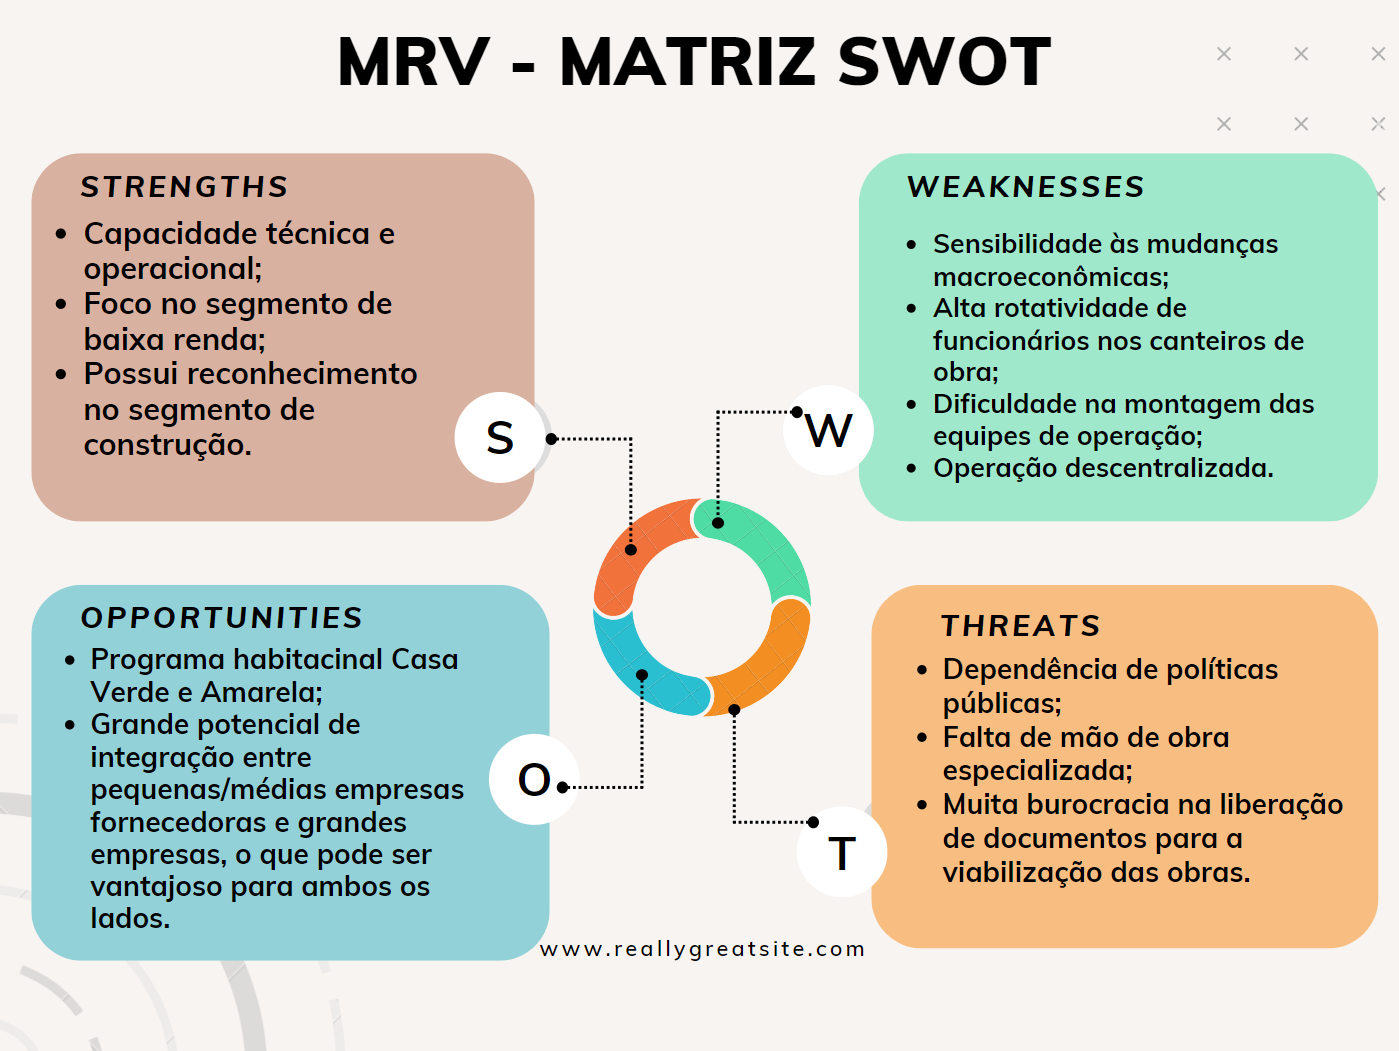 MRV - MATRIZ SWOT
STRENGTHS
• Capacidade técnica e
operacional;
• Foco no segmento de
baixa renda;
• Possui reconhecimento
no segmento de
construção.
S
WEAKNESSES
• Sensibilidade às mudanças
macroeconômicas;
• Alta rotatividade de
funcionários nos canteiros de
obra;
• Dificuldade na montagem das
equipes de operação;
• Operação descentralizada.
W
OPPORTUNITIES
• Programa habitacinal Casa
Verde e Amarela;
• Grande potencial de
integração entre
pequenas/médias empresas
fornecedoras e grandes
empresas, o que pode ser
vantajoso para ambos os
lados.
O
THREATS
• Dependência de políticas
públicas;
• Falta de mão de obra
especializada;
• Muita burocracia na liberação
de documentos para a
viabilização das obras.
T
www.reallygreatsite.com